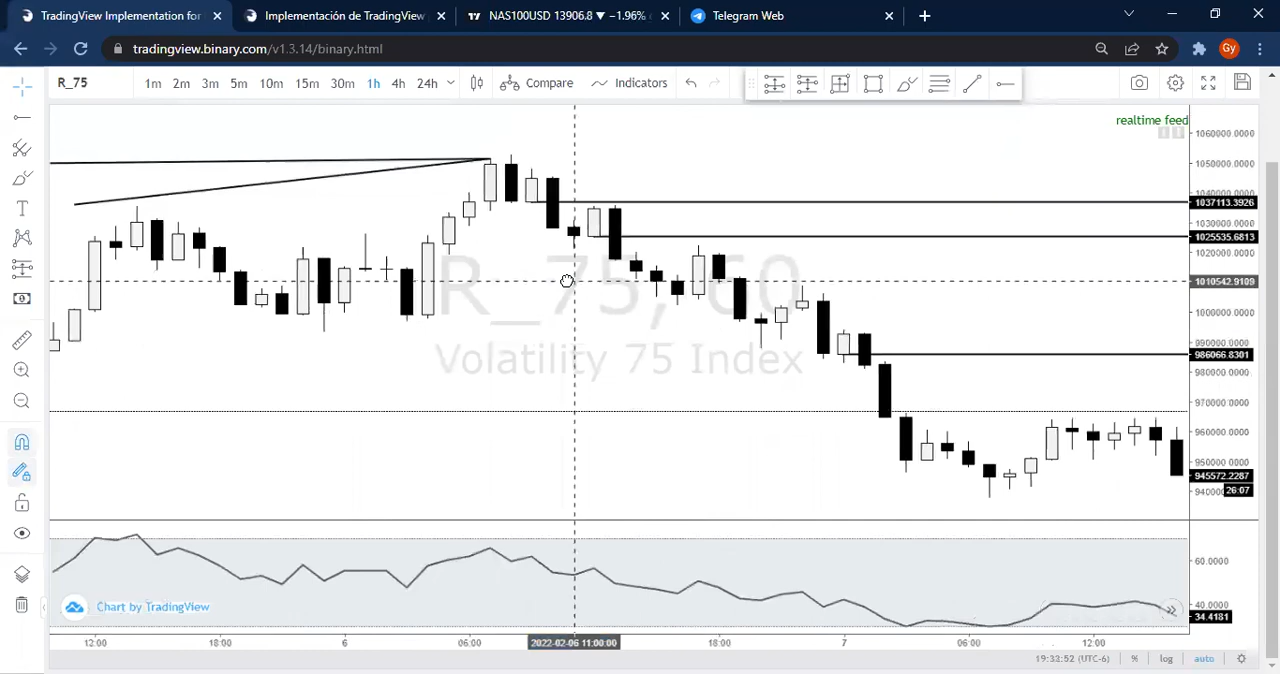 TradingView Implementation for
Implementación de TradingView
NAS100USD 13906.8 ▼ −1.96%
Telegram Web
tradingview.binary.com/v1.3.14/binary.html
Gy
R_75
1m 2m 3m 5m 10m 15m 30m 1h 4h 24h
Compare
Indicators
realtime feed
1060000.0000
1050000.0000
1040000.0000
1037113.3926
1030000.0000
1025535.6813
1020000.0000
1010542.9109
1000000.0000
990000.0000
986066.8301
980000.0000
970000.0000
960000.0000
950000.0000
945572.2287
26:07
R_75, 60
Volatility 75 Index
60.0000
40.0000
34.4181
Chart by TradingView
12:00 18:00 6 06:00 2022-02-06 11:00:00 18:00 7 06:00 12:00
19:33:52 (UTC-6) % log auto